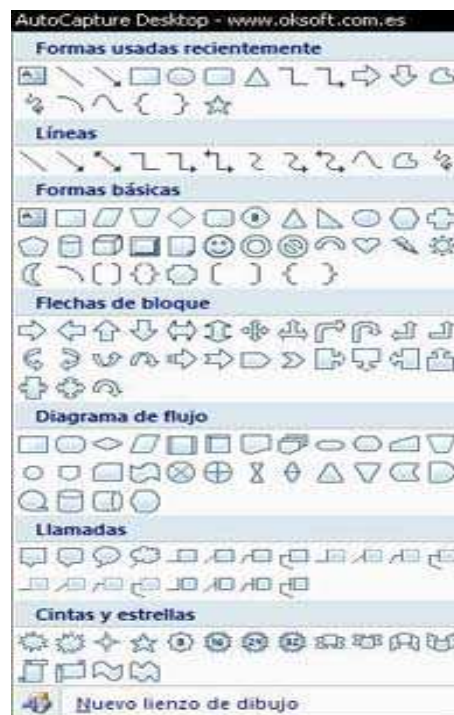 AutoCapture Desktop - www.oksoft.com.es
Formas usadas recientemente
Líneas
Formas básicas
Flechas de bloque
Diagrama de flujo
Llamadas
Cintas y estrellas
Nuevo lienzo de dibujo